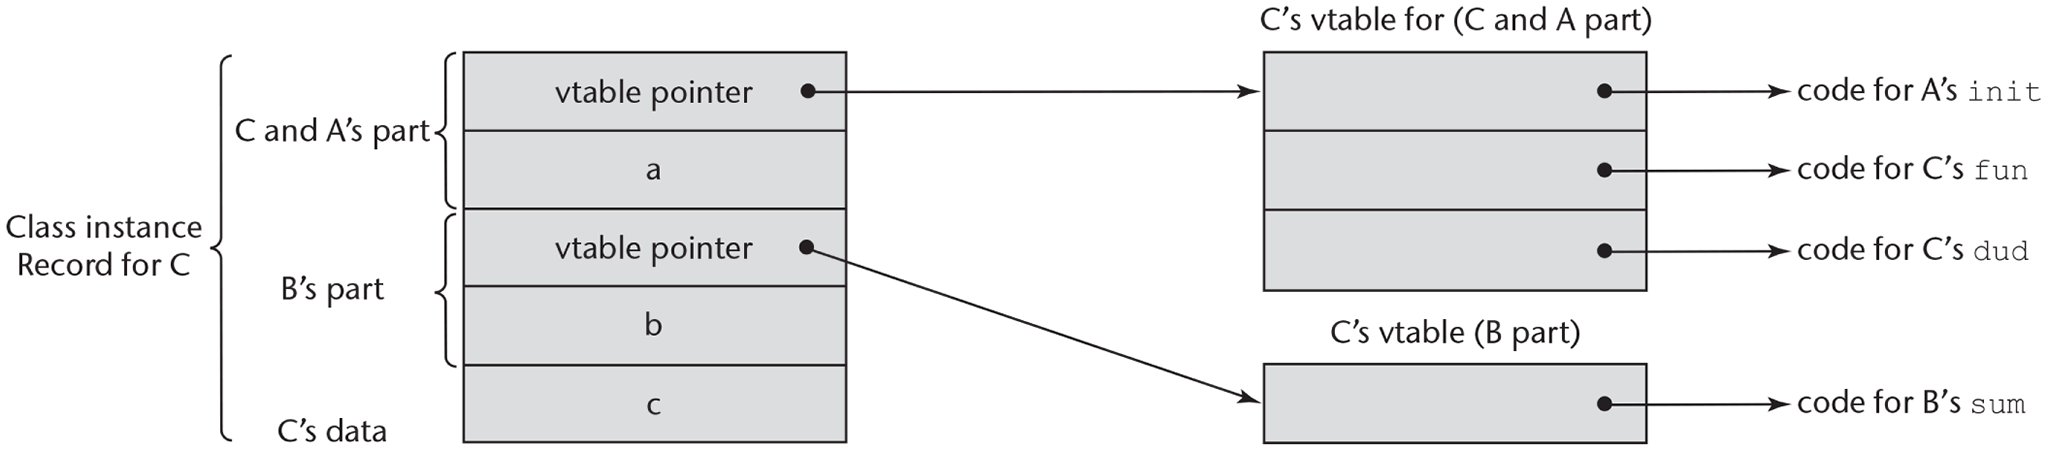 C’s vtable for (C and A part)
vtable pointer
code for A’s init
C and A’s part
a
code for C’s fun
Class instance
Record for C
vtable pointer
code for C’s dud
B’s part
b
C’s vtable (B part)
c
code for B’s sum
C’s data